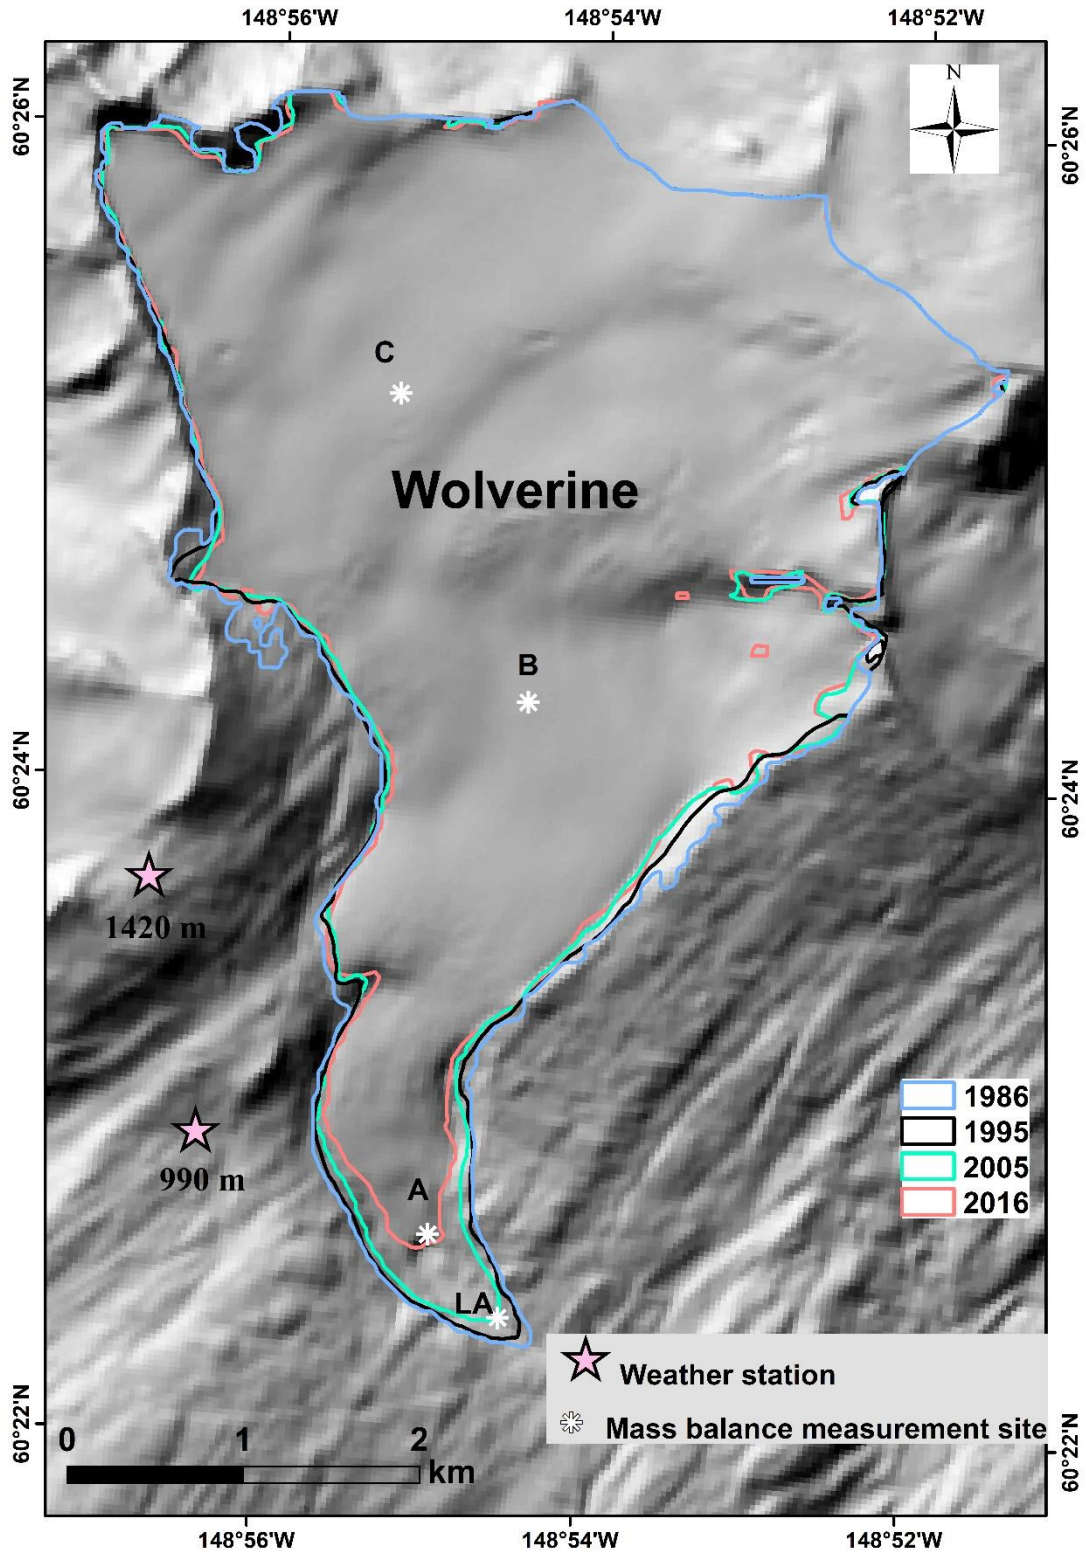 148°56'W 148°54'W 148°52'W
N
60°26'N
60°26'N
C
Wolverine
B
60°24'N
60°24'N
1420 m
1986
1995
990 m
2005
A
2016
LA
Weather station
60°22'N
Mass balance measurement site
60°22'N
0 1 2
km
148°56'W 148°54'W 148°52'W